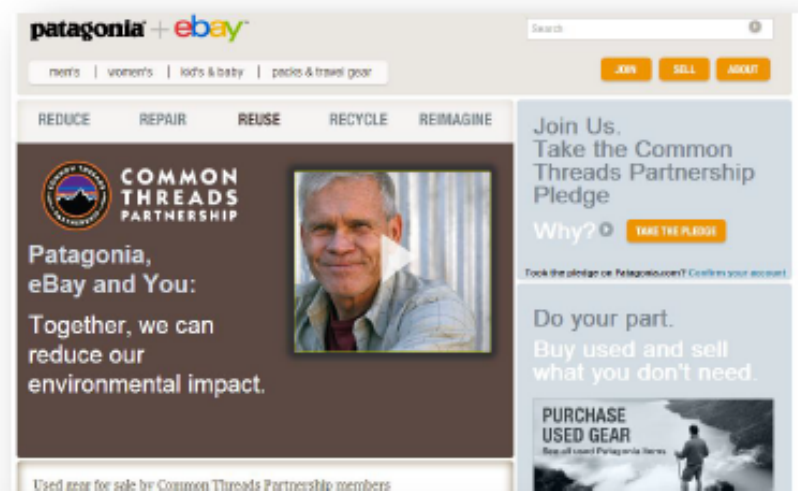 patagonia + ebay
Search
men's | women's | kid's & baby | packs & travel gear
JOIN SELL ABOUT
REDUCE REPAIR REUSE RECYCLE REIMAGINE
COMMON
THREADS
PARTNERSHIP
Patagonia,
eBay and You:
Together, we can
reduce our
environmental impact.
Join Us.
Take the Common
Threads Partnership
Pledge
Why? TAKE THE PLEDGE
Took the pledge on Patagonia.com? Confirm your account
Do your part.
Buy used and sell
what you don't need.
PURCHASE
USED GEAR
See all used Patagonia items
Used gear for sale by Common Threads Partnership members